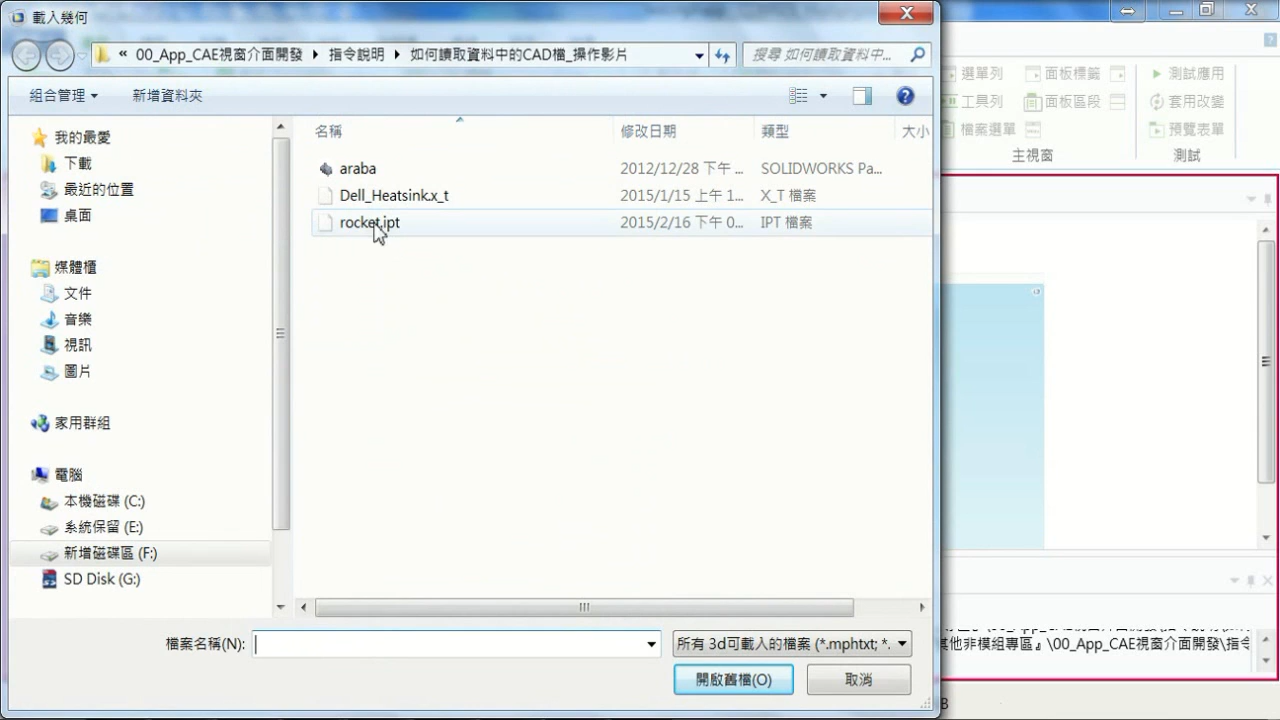 載入幾何
« 00_App_CAE視窗介面開發 ▸ 指令說明 ▸ 如何讀取資料中的CAD檔_操作影片
搜尋 如何讀取資料中...
組合管理
新增資料夾
我的最愛
下載
最近的位置
桌面
媒體櫃
文件
音樂
視訊
圖片
家用群組
電腦
本機磁碟 (C:)
系統保留 (E:)
新增磁碟區 (F:)
SD Disk (G:)
名稱 修改日期 類型 大小
araba 2012/12/28 下午 ... SOLIDWORKS Pa...
Dell_Heatsink.x_t 2015/1/15 上午 1... X_T 檔案
rocket.ipt 2015/2/16 下午 0... IPT 檔案
檔案名稱(N):
所有 3d可載入的檔案 (*.mphtxt; *.
開啟舊檔(O)
取消
選單列 面板標籤
工具列 面板區段
檔案選單
主視窗
測試應用
套用改變
預覽表單
測試
其他非模組專區』\00_App_CAE視窗介面開發\指令
B